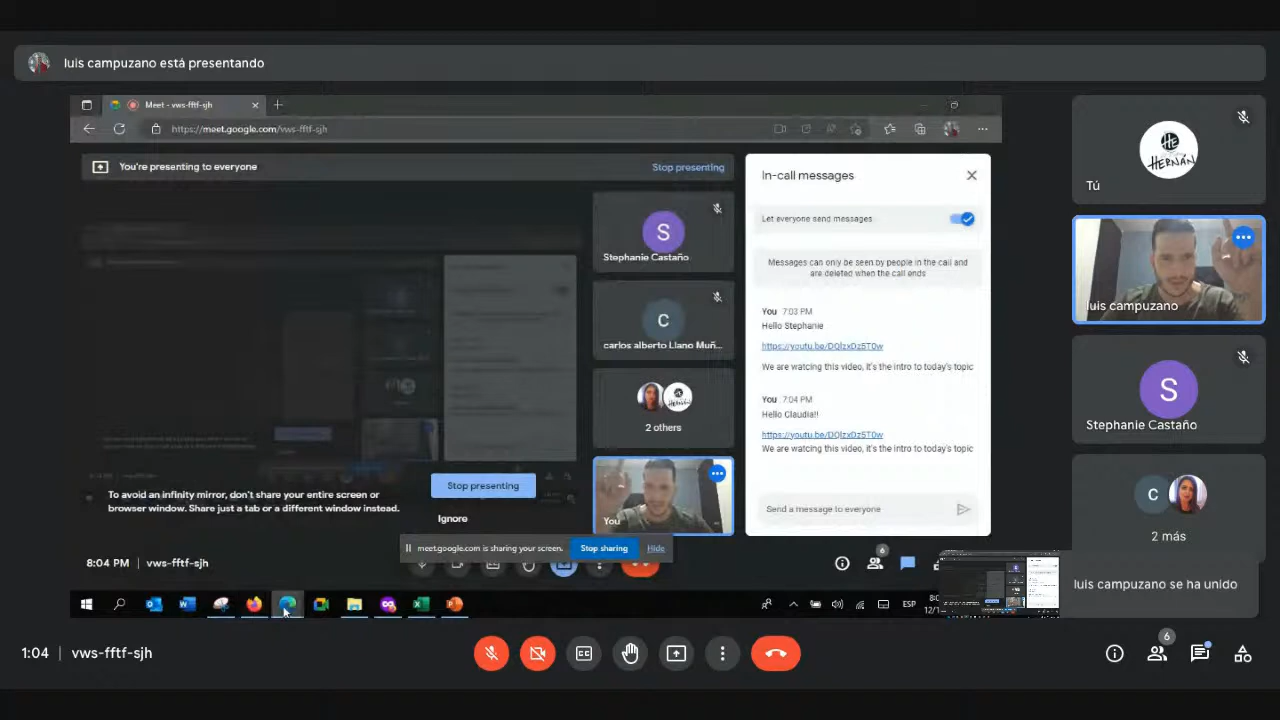 luis campuzano está presentando
Meet - vws-fftf-sjh
https://meet.google.com/vws-fftf-sjh
You're presenting to everyone
Stop presenting
Stephanie Castaño
carlos alberto Llano Muñ...
2 others
You
In-call messages
Let everyone send messages
Messages can only be seen by people in the call and
are deleted when the call ends
You 7:03 PM
Hello Stephanie
https://youtu.be/DQlzxDz5T0w
We are watcing this video, it's the intro to today's topic
You 7:04 PM
Hello Claudia!!
https://youtu.be/DQlzxDz5T0w
We are watcing this video, it's the intro to today's topic
Send a message to everyone
To avoid an infinity mirror, don't share your entire screen or
browser window. Share just a tab or a different window instead.
Stop presenting
Ignore
meet.google.com is sharing your screen.
Stop sharing
Hide
8:04 PM | vws-fftf-sjh
6
ESP
HERNÁN
Tú
luis campuzano
S
Stephanie Castaño
C
2 más
luis campuzano se ha unido
1:04 | vws-fftf-sjh
6